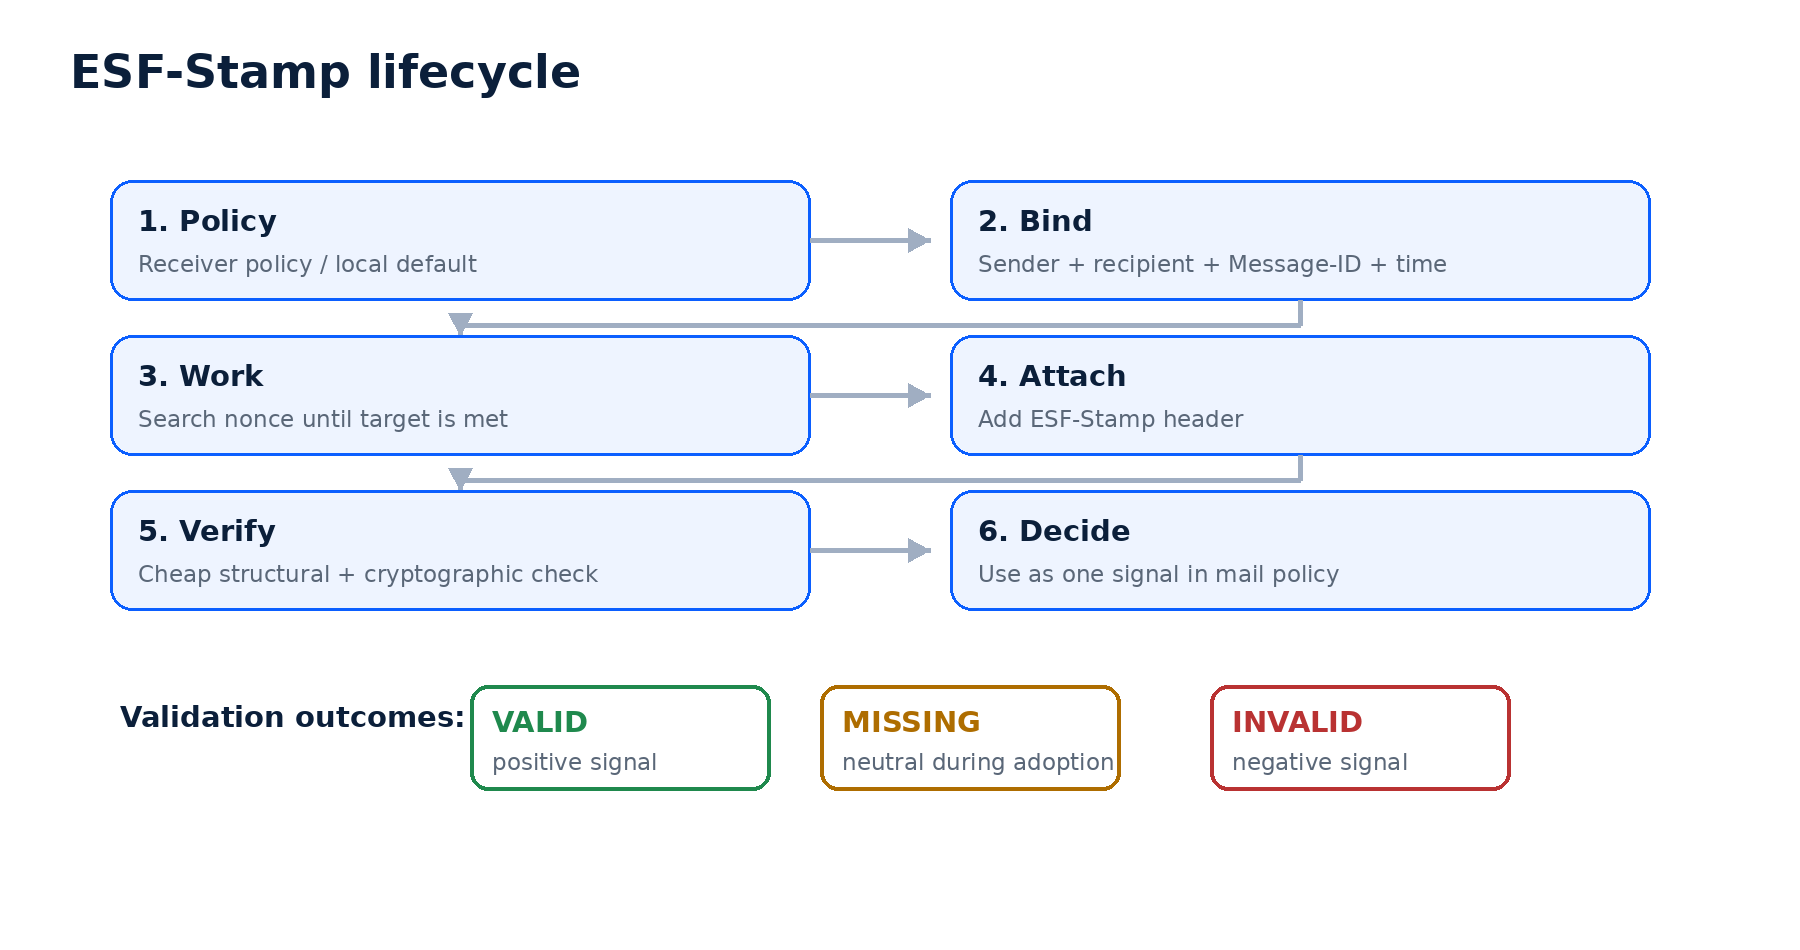 ESF-Stamp lifecycle
1. Policy
Receiver policy / local default
2. Bind
Sender + recipient + Message-ID + time
3. Work
Search nonce until target is met
4. Attach
Add ESF-Stamp header
5. Verify
Cheap structural + cryptographic check
6. Decide
Use as one signal in mail policy
Validation outcomes:
VALID
positive signal
MISSING
neutral during adoption
INVALID
negative signal